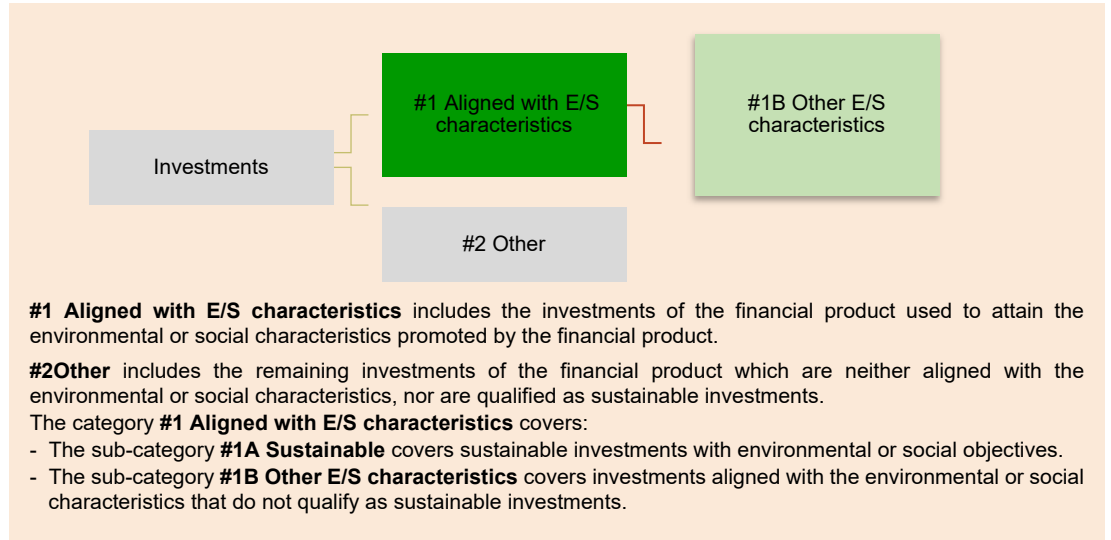 #1 Aligned with E/S
characteristics
#1B Other E/S
characteristics
Investments
#2 Other
#1 Aligned with E/S characteristics includes the investments of the financial product used to attain the
environmental or social characteristics promoted by the financial product.
#2Other includes the remaining investments of the financial product which are neither aligned with the
environmental or social characteristics, nor are qualified as sustainable investments.
The category #1 Aligned with E/S characteristics covers:
- The sub-category #1A Sustainable covers sustainable investments with environmental or social objectives.
- The sub-category #1B Other E/S characteristics covers investments aligned with the environmental or social
characteristics that do not qualify as sustainable investments.